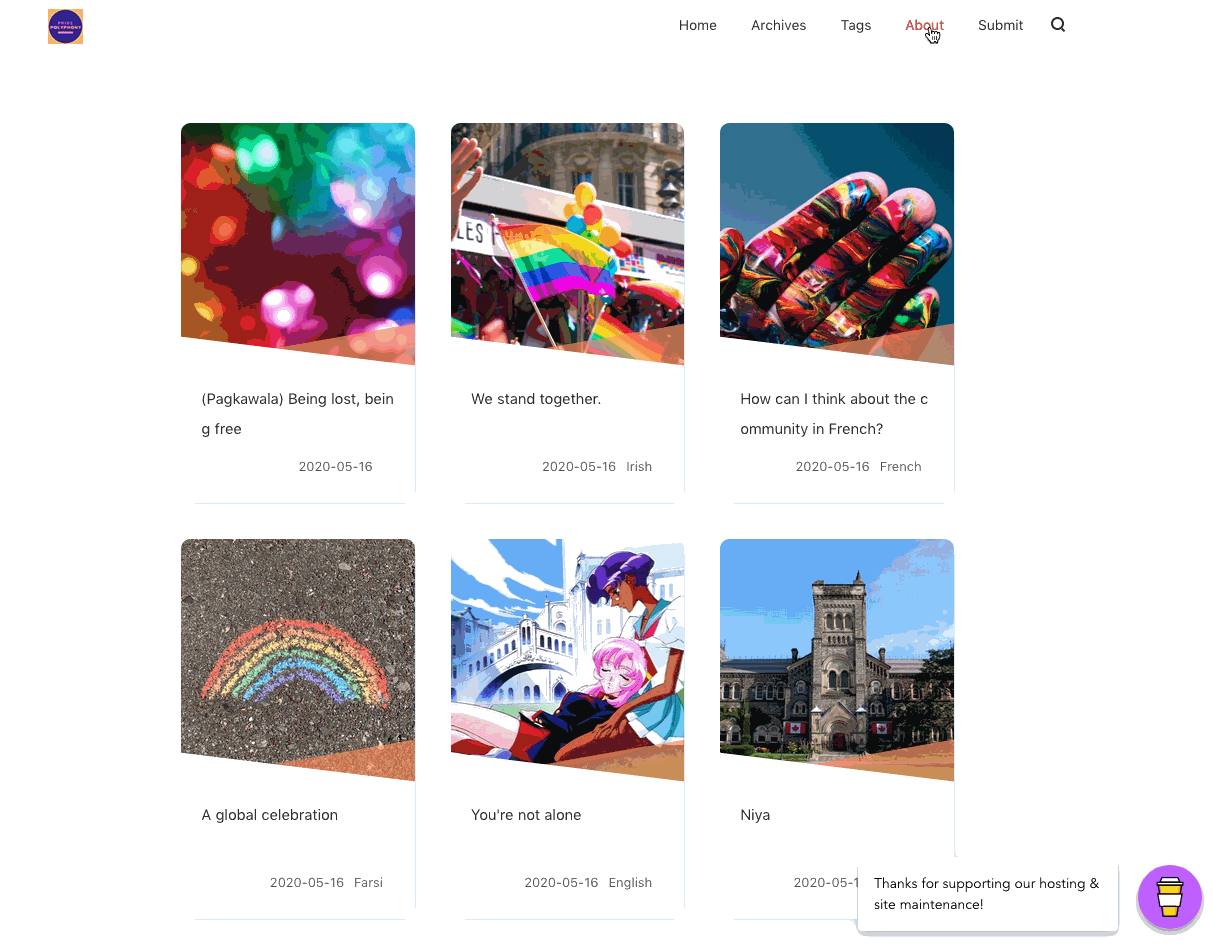 PRIDE
POLYPHONY
Home Archives Tags About Submit
LES
(Pagkawala) Being lost, bein
g free
2020-05-16
We stand together.
2020-05-16 Irish
How can I think about the c
ommunity in French?
2020-05-16 French
A global celebration
2020-05-16 Farsi
You're not alone
2020-05-16 English
Niya
2020-05-1
Thanks for supporting our hosting &
site maintenance!